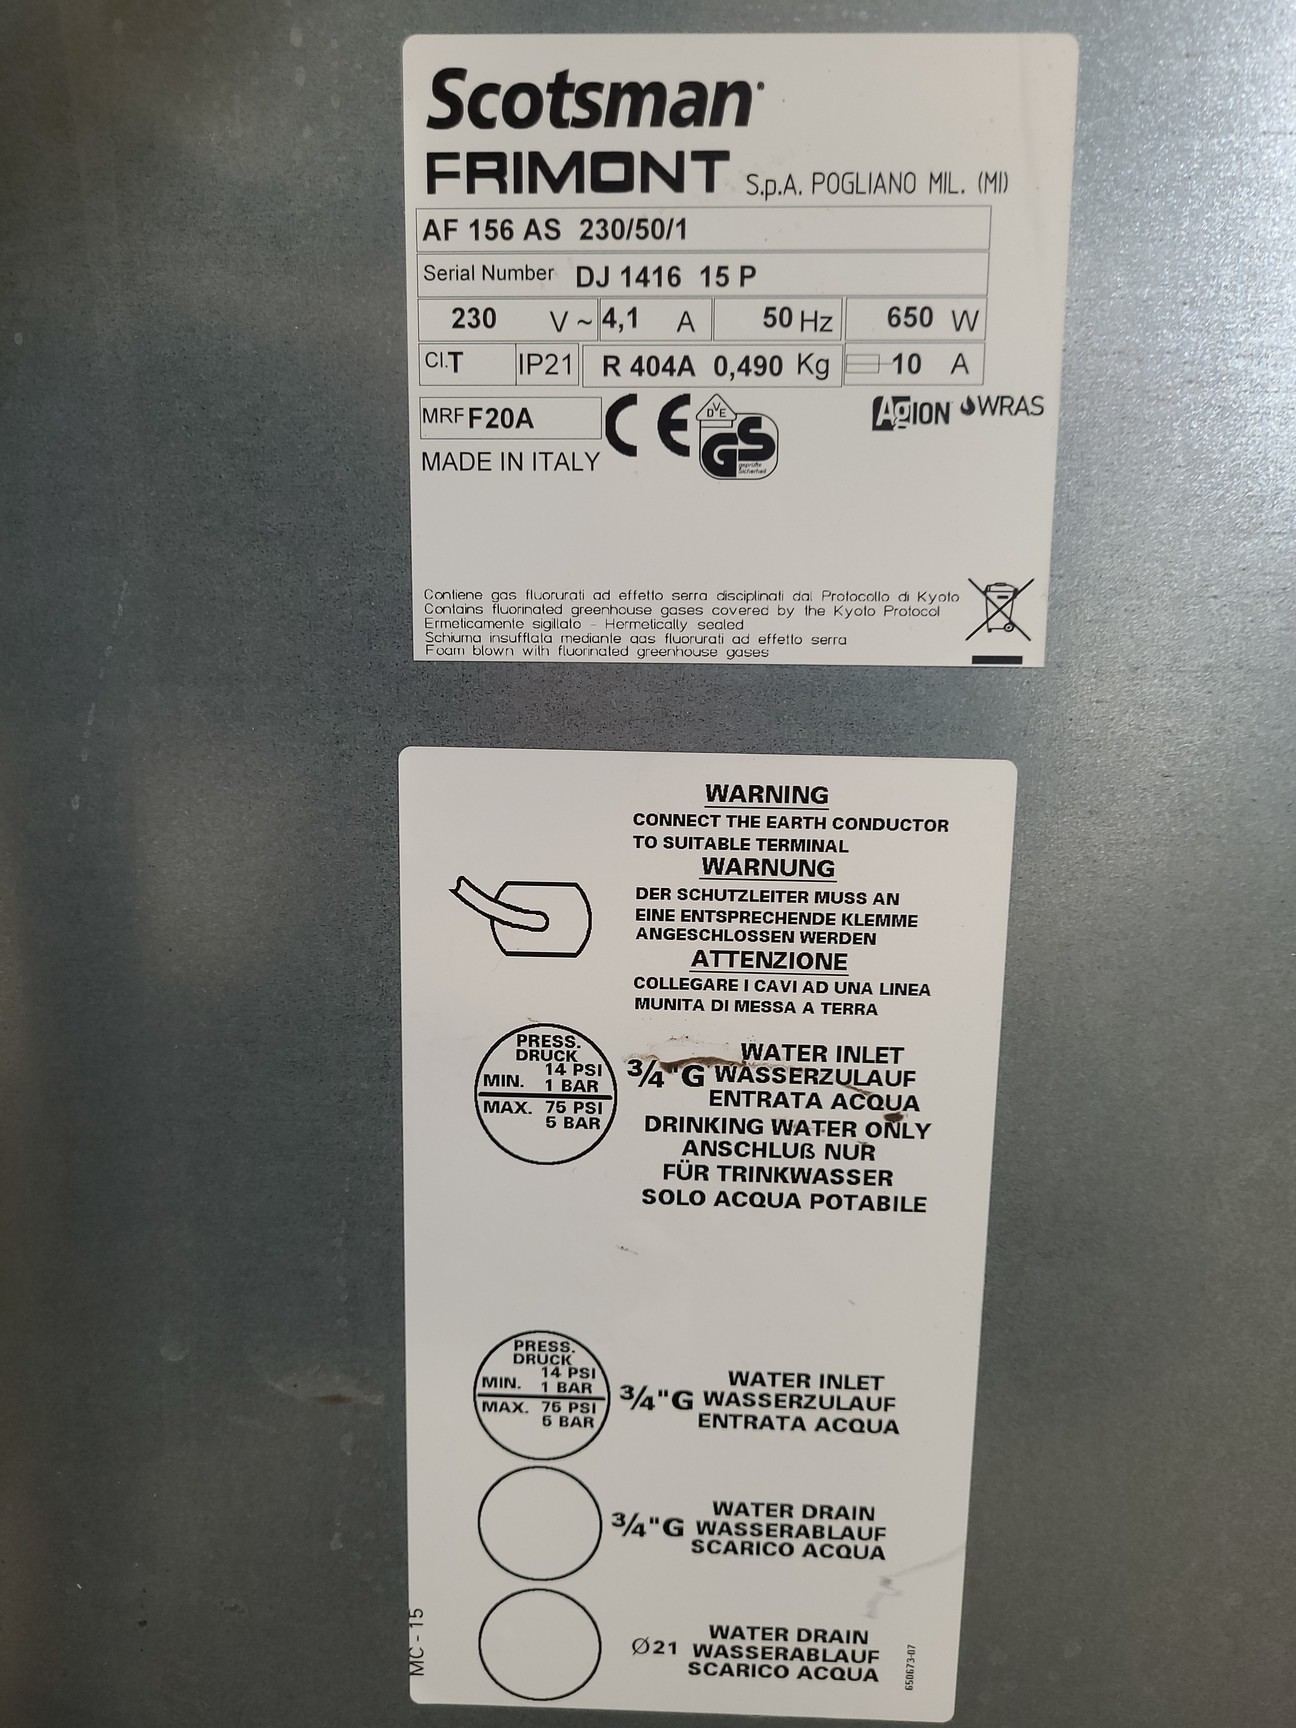 Scotsman
FRIMONT S.p.A. POGLIANO MIL. (MI)
AF 156 AS 230/50/1
Serial Number DJ 1416 15 P
230 V ~ 4,1 A 50 Hz 650 W
Cl.T IP21 R 404A 0,490 Kg 10 A
MRF F20A CE DVE GS geprüfte Sicherheit AgION WRAS
MADE IN ITALY
Contiene gas fluorurati ad effetto serra disciplinati dal Protocollo di Kyoto
Contains fluorinated greenhouse gases covered by the Kyoto Protocol
Ermeticamente sigillato - Hermetically sealed
Schiuma insufflata mediante gas fluorurati ad effetto serra
Foam blown with fluorinated greenhouse gases
WARNING
CONNECT THE EARTH CONDUCTOR
TO SUITABLE TERMINAL
WARNUNG
DER SCHUTZLEITER MUSS AN
EINE ENTSPRECHENDE KLEMME
ANGESCHLOSSEN WERDEN
ATTENZIONE
COLLEGARE I CAVI AD UNA LINEA
MUNITA DI MESSA A TERRA
PRESS.
DRUCK
14 PSI
MIN. 1 BAR
MAX. 75 PSI
5 BAR
WATER INLET
3/4"G WASSERZULAUF
ENTRATA ACQUA
DRINKING WATER ONLY
ANSCHLUß NUR
FÜR TRINKWASSER
SOLO ACQUA POTABILE
PRESS.
DRUCK
14 PSI
MIN. 1 BAR
MAX. 75 PSI
5 BAR
WATER INLET
3/4"G WASSERZULAUF
ENTRATA ACQUA
WATER DRAIN
3/4"G WASSERABLAUF
SCARICO ACQUA
WATER DRAIN
Ø21 WASSERABLAUF
SCARICO ACQUA
MC-15
650673-07